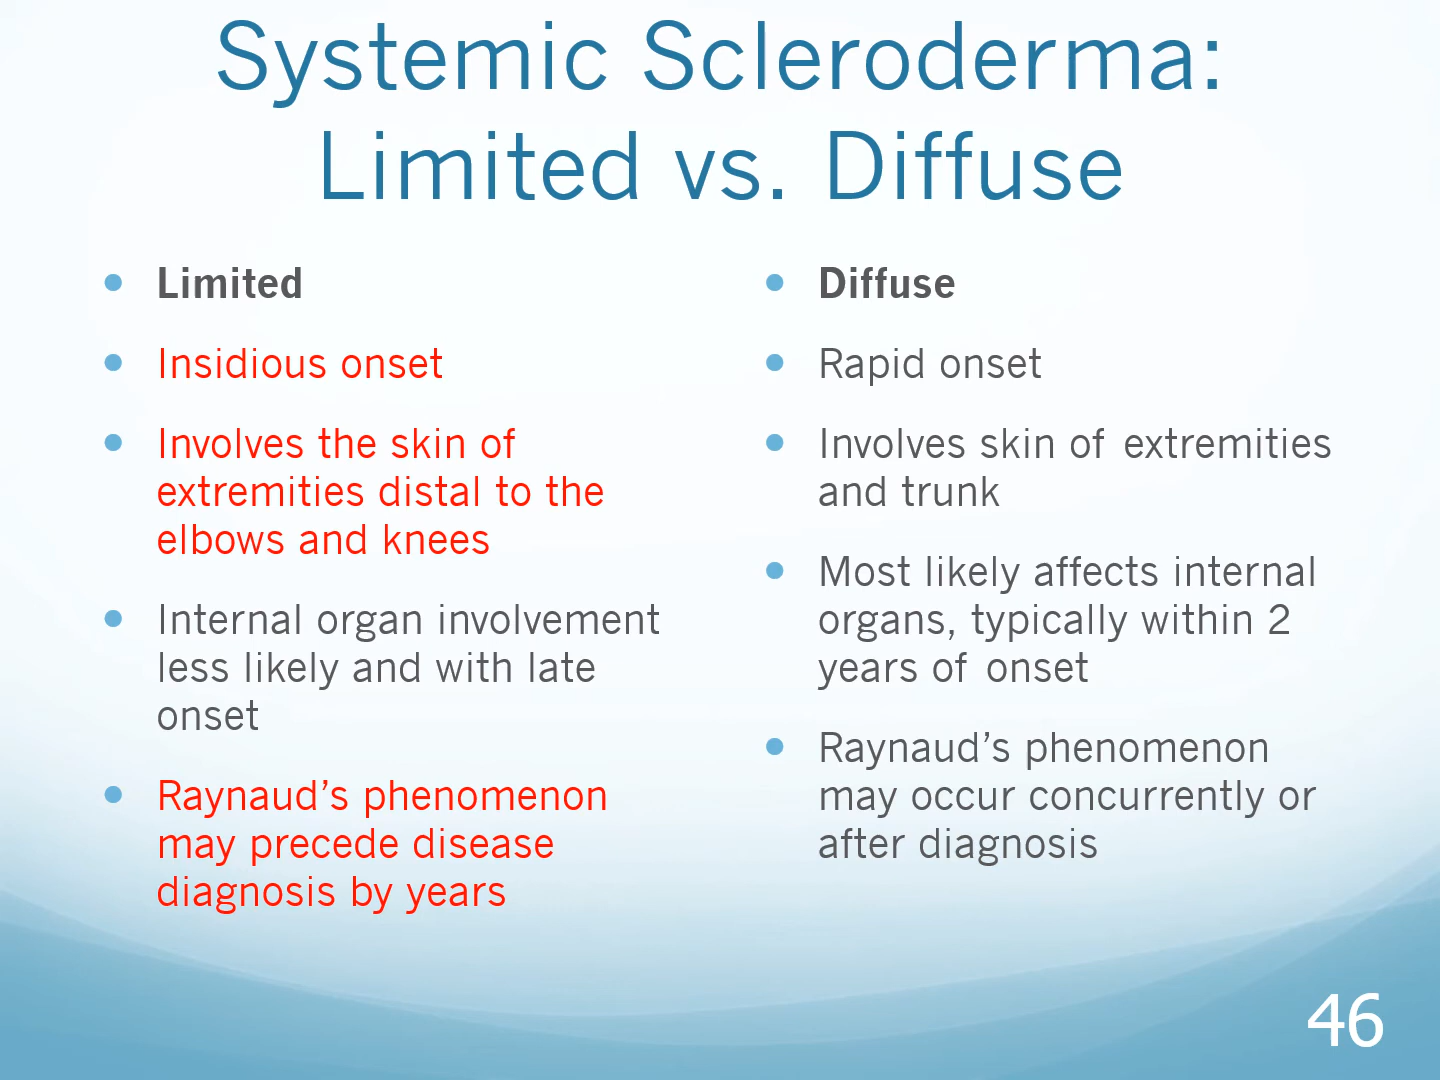 Systemic Scleroderma:
Limited vs. Diffuse
Limited
Insidious onset
Involves the skin of
extremities distal to the
elbows and knees
Internal organ involvement
less likely and with late
onset
Raynaud’s phenomenon
may precede disease
diagnosis by years
Diffuse
Rapid onset
Involves skin of extremities
and trunk
Most likely affects internal
organs, typically within 2
years of onset
Raynaud’s phenomenon
may occur concurrently or
after diagnosis
46